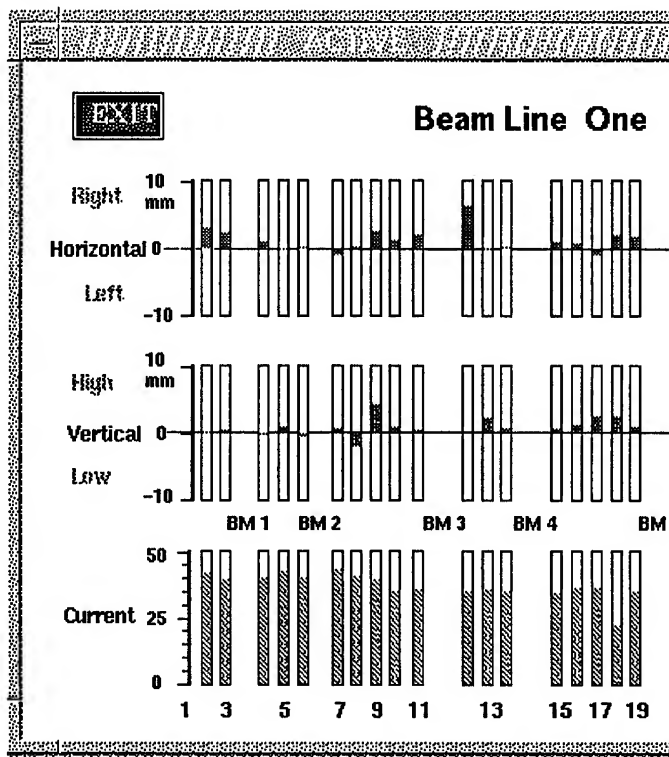 EXIT
Beam Line One
Right
10
mm
Horizontal 0
Left
-10
High
10
mm
Vertical 0
Low
-10
BM 1 BM 2 BM 3 BM 4 BM
50
Current 25
0
1 3 5 7 9 11 13 15 17 19